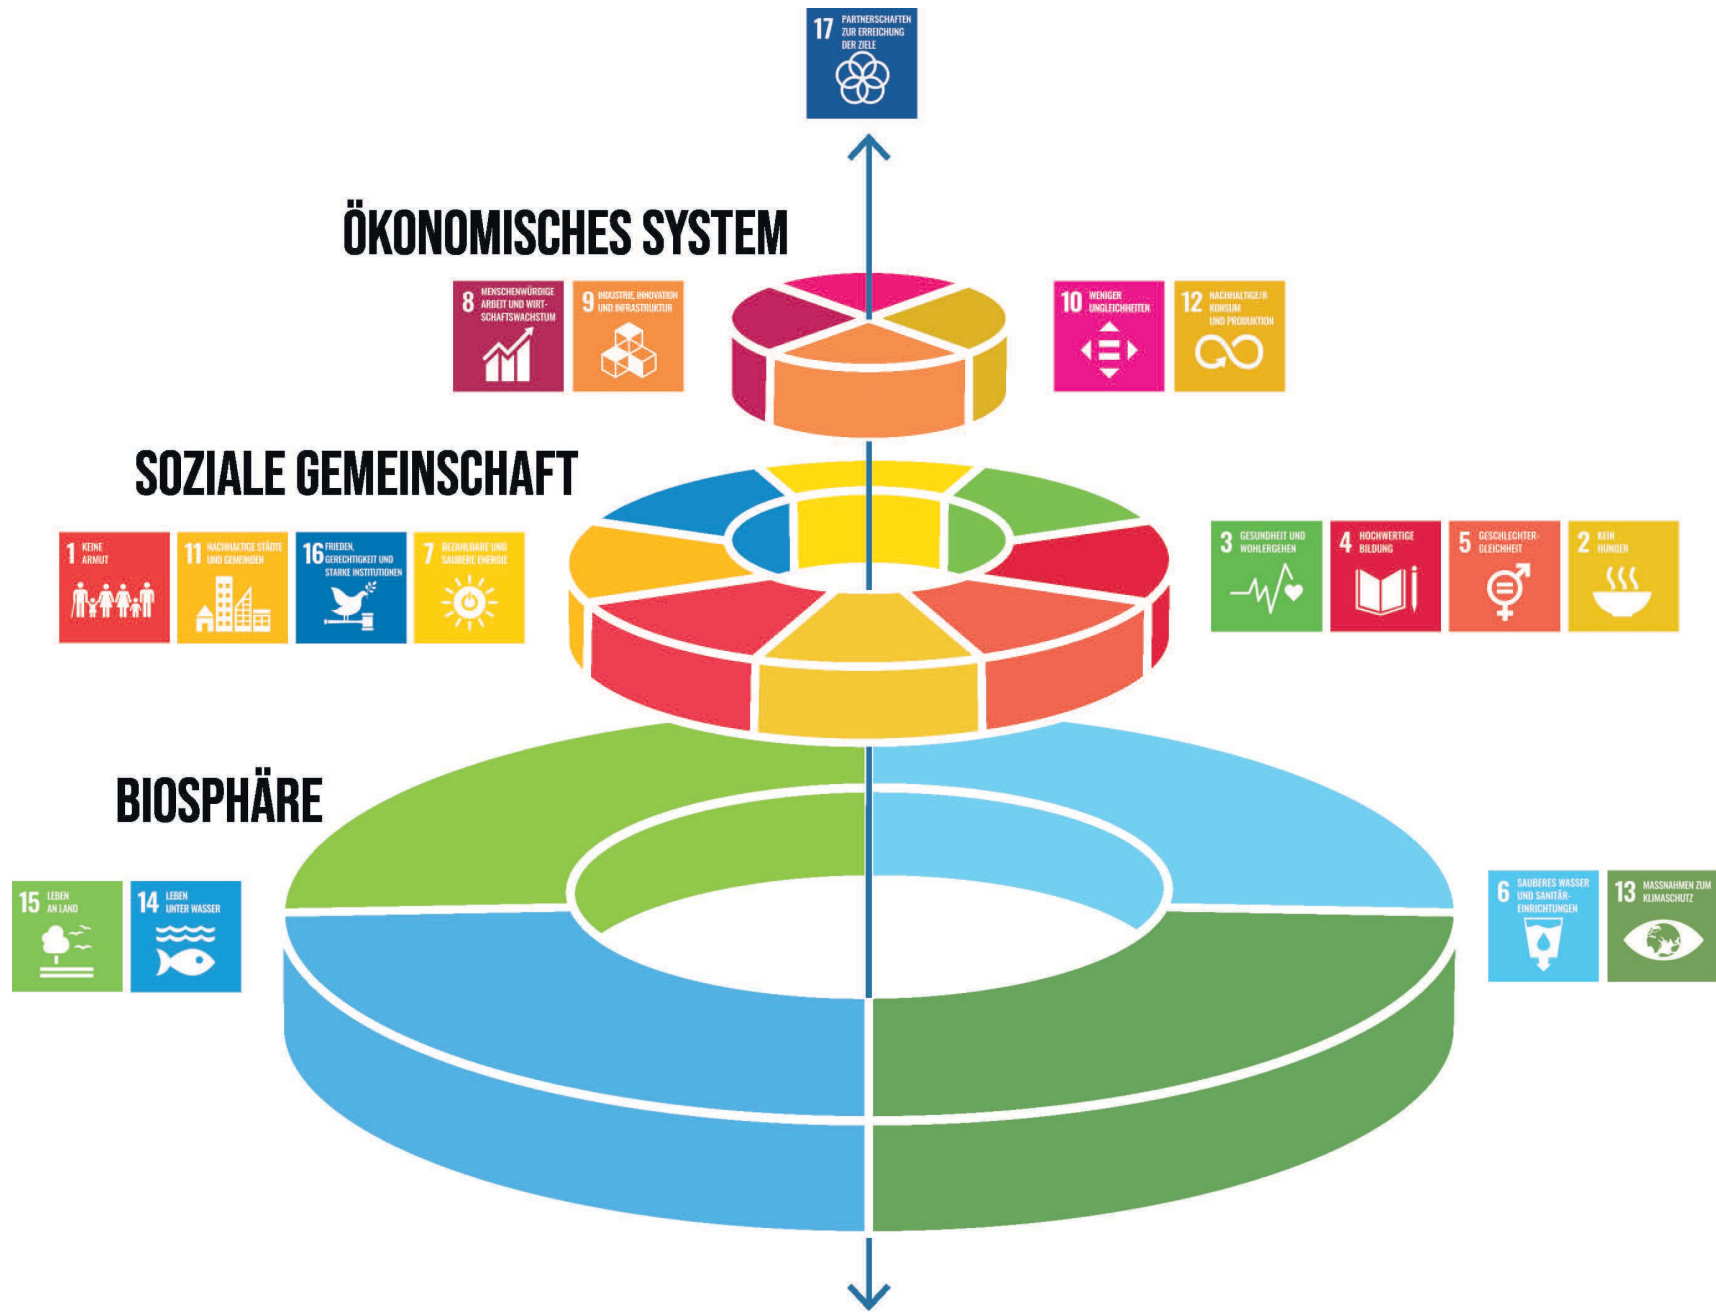 17 PARTNERSCHAFTEN
ZUR ERREICHUNG
DER ZIELE
ÖKONOMISCHES SYSTEM
8 MENSCHENWÜRDIGE
ARBEIT UND WIRT-
SCHAFTSWACHSTUM
9 INDUSTRIE, INNOVATION
UND INFRASTRUKTUR
10 WENIGER
UNGLEICHHEITEN
12 NACHHALTIGE/R
KONSUM
UND PRODUKTION
SOZIALE GEMEINSCHAFT
1 KEINE
ARMUT
11 NACHHALTIGE STÄDTE
UND GEMEINDEN
16 FRIEDEN,
GERECHTIGKEIT UND
STARKE INSTITUTIONEN
7 BEZAHLBARE UND
SAUBERE ENERGIE
3 GESUNDHEIT UND
WOHLERGEHEN
4 HOCHWERTIGE
BILDUNG
5 GESCHLECHTER-
GLEICHHEIT
2 KEIN
HUNGER
BIOSPHÄRE
15 LEBEN
AN LAND
14 LEBEN
UNTER WASSER
6 SAUBERES WASSER
UND SANITÄR-
EINRICHTUNGEN
13 MASSNAHMEN ZUM
KLIMASCHUTZ